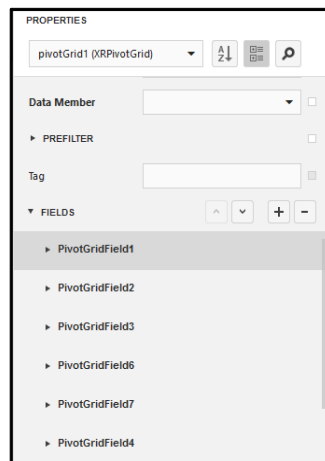 PROPERTIES
pivotGrid1 (XRPivotGrid)
A
Z
Data Member
PREFILTER
Tag
FIELDS
PivotGridField1
PivotGridField2
PivotGridField3
PivotGridField6
PivotGridField7
PivotGridField4